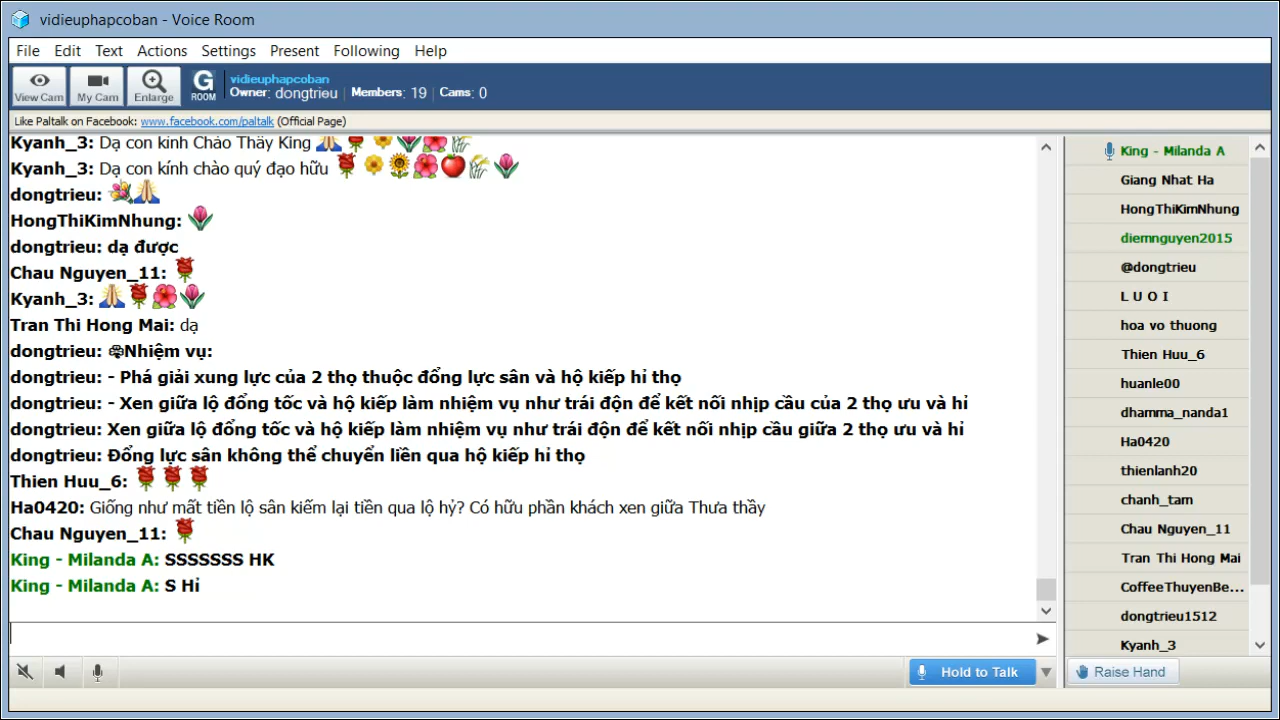 vidieuphapcoban - Voice Room
File Edit Text Actions Settings Present Following Help
View Cam My Cam Enlarge G ROOM
vidieuphapcoban
Owner: dongtrieu | Members: 19 | Cams: 0
Like Paltalk on Facebook: www.facebook.com/paltalk (Official Page)
Kyanh_3: Dạ con kính Chào Thầy King
Kyanh_3: Dạ con kính chào quý đạo hữu
dongtrieu:
HongThiKimNhung:
dongtrieu: dạ được
Chau Nguyen_11:
Kyanh_3:
Tran Thi Hong Mai: dạ
dongtrieu: Nhiệm vụ:
dongtrieu: - Phá giải xung lực của 2 thọ thuộc đổng lực sân và hộ kiếp hỉ thọ
dongtrieu: - Xen giữa lộ đổng tốc và hộ kiếp làm nhiệm vụ như trái độn để kết nối nhịp cầu của 2 thọ ưu và hỉ
dongtrieu: Xen giữa lộ đổng tốc và hộ kiếp làm nhiệm vụ như trái độn để kết nối nhịp cầu giữa 2 thọ ưu và hỉ
dongtrieu: Đổng lực sân không thể chuyển liền qua hộ kiếp hỉ thọ
Thien Huu_6:
Ha0420: Giống như mất tiền lộ sân kiếm lại tiền qua lộ hỷ? Có hữu phần khách xen giữa Thưa thầy
Chau Nguyen_11:
King - Milanda A: SSSSSSS HK
King - Milanda A: S Hỉ
King - Milanda A
Giang Nhat Ha
HongThiKimNhung
diemnguyen2015
@dongtrieu
L U O I
hoa vo thuong
Thien Huu_6
huanle00
dhamma_nanda1
Ha0420
thienlanh20
chanh_tam
Chau Nguyen_11
Tran Thi Hong Mai
CoffeeThuyenBe...
dongtrieu1512
Kyanh_3
Hold to Talk
Raise Hand